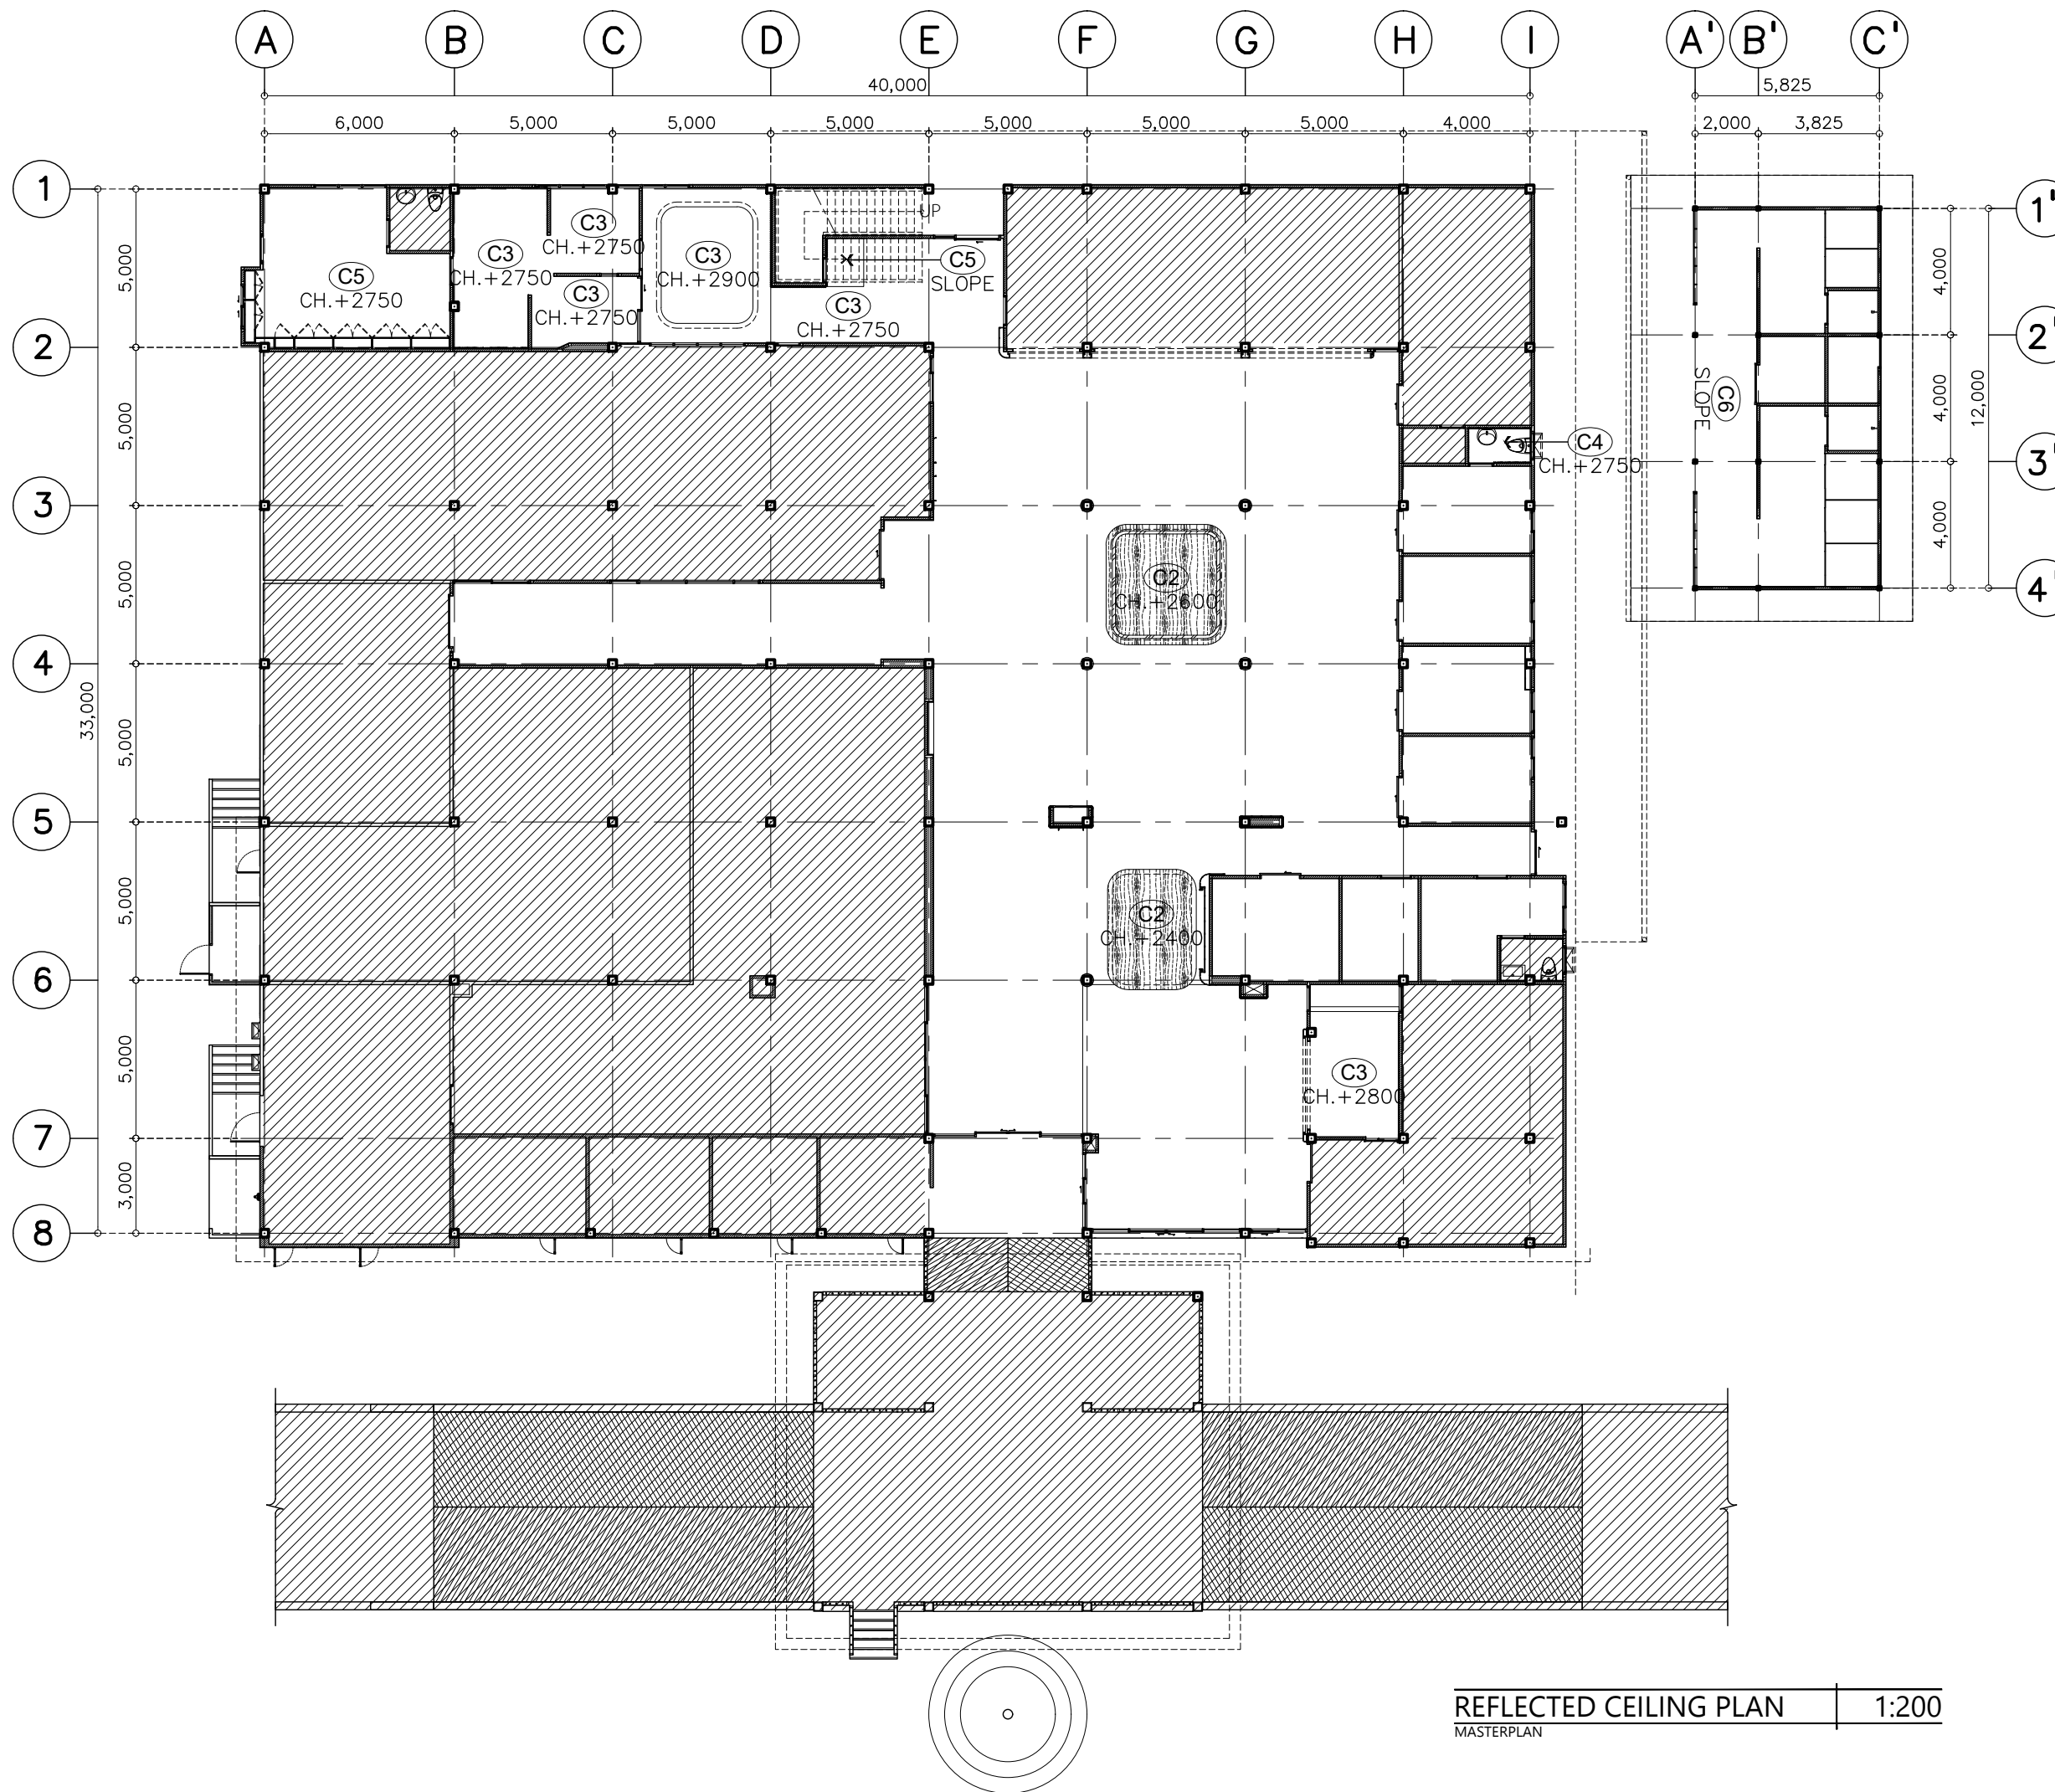 A B C D E F G H I A' B' C'
40,000 5,825
6,000 5,000 5,000 5,000 5,000 5,000 5,000 4,000 2,000 3,825
1
UP
C3
CH.+2750
C3
CH.+2750
C3
CH.+2900
C5
SLOPE
C5
CH.+2750
C3
CH.+2750
C3
CH.+2750
5,000
2
5,000
C4
CH.+2750
3
C2
CH.+2600
5,000
4
33,000
5,000
5
C2
CH.+2400
5,000
6
C3
CH.+2800
5,000
7
3,000
8
1'
4,000
2'
C6
SLOPE
4,000
12,000
3'
4,000
4'
REFLECTED CEILING PLAN 1:200
MASTERPLAN